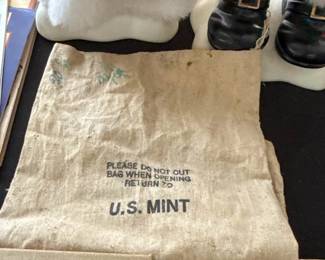 PLEASE DO NOT CUT
BAG WHEN OPENING
RETURN TO
U.S. MINT